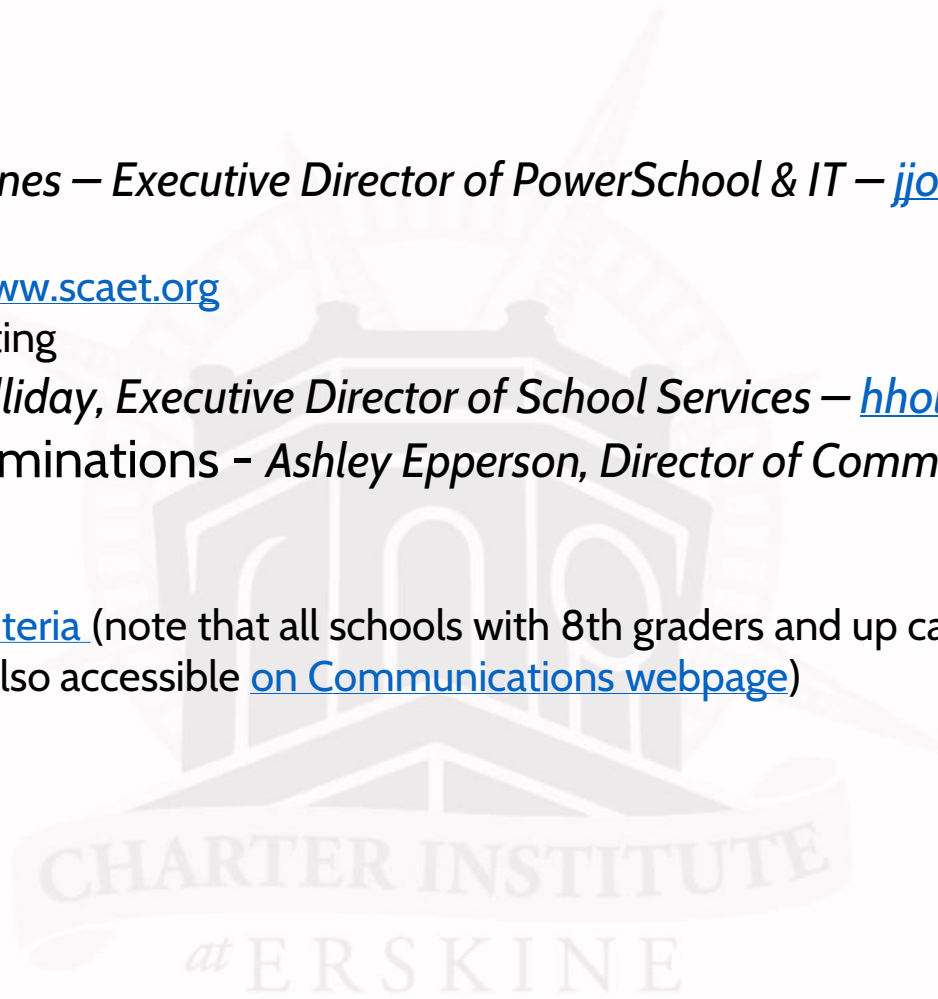 nes – Executive Director of PowerSchool & IT – jjo
ww.scaet.org
ting
lliday, Executive Director of School Services – hhol
minations - Ashley Epperson, Director of Comm
teria (note that all schools with 8th graders and up ca
lso accessible on Communications webpage)
CHARTER INSTITUTE
at ERSKINE